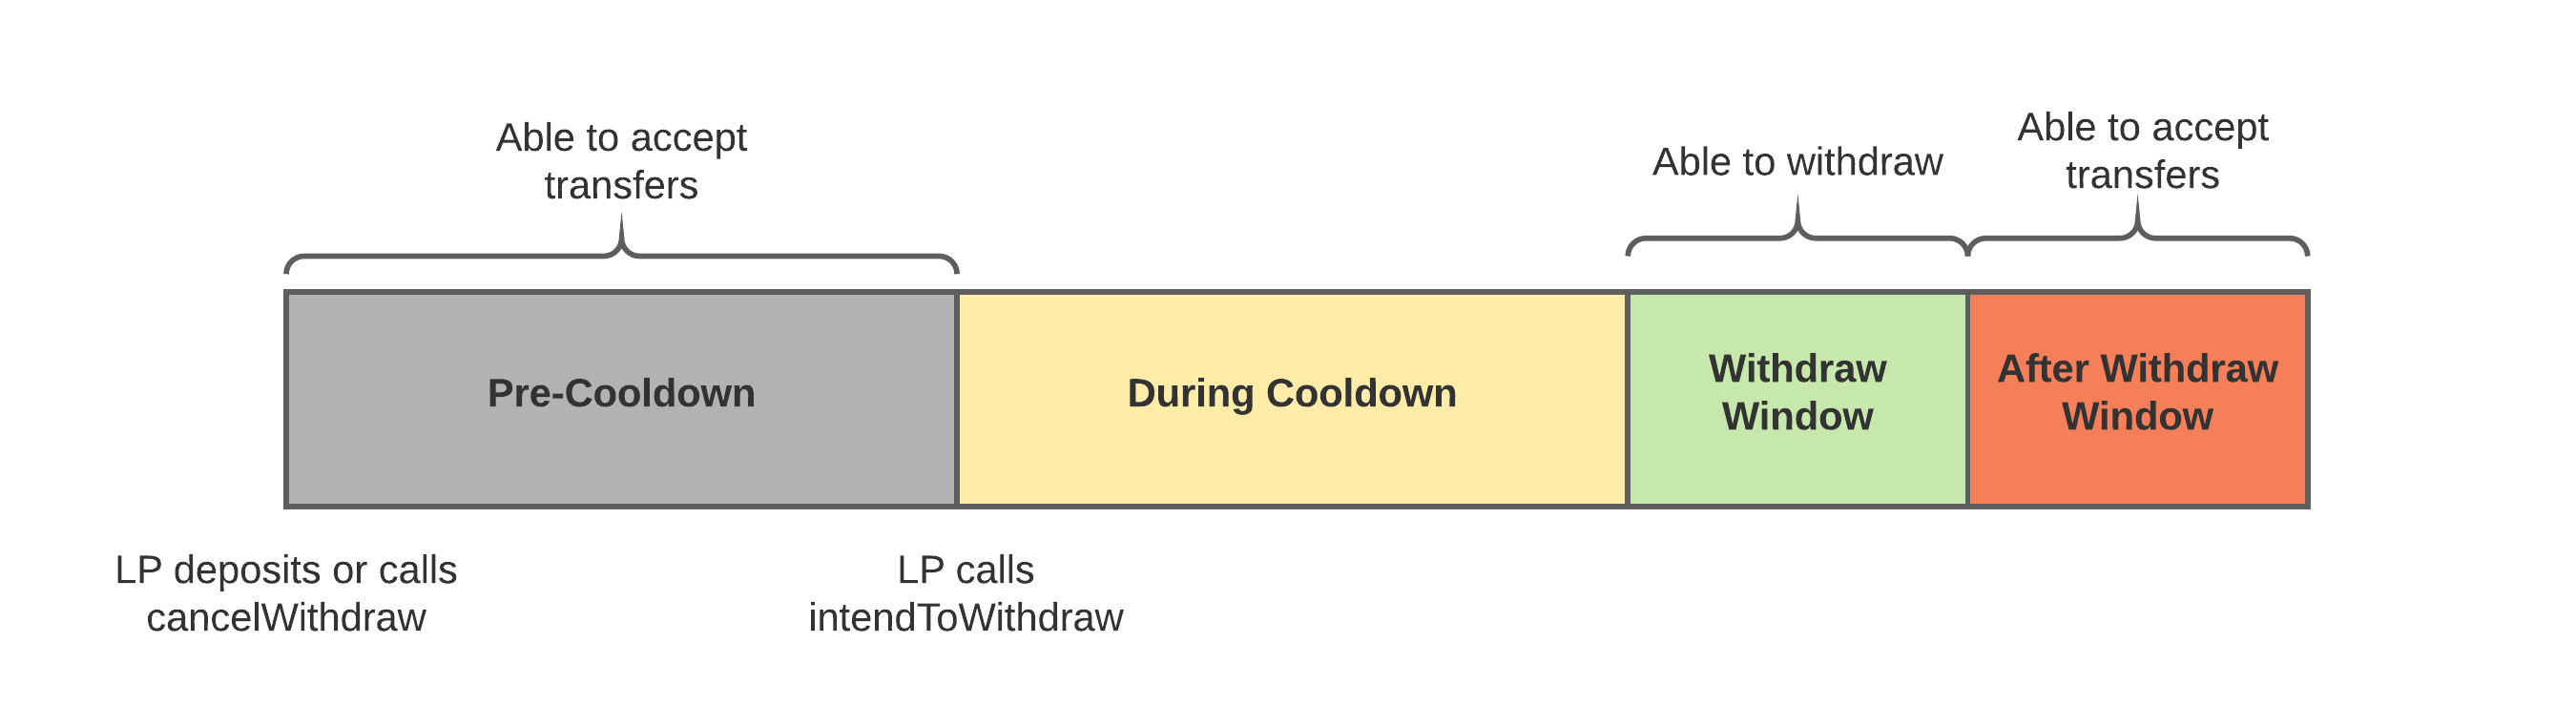 Able to accept
transfers
Able to withdraw
Able to accept
transfers
Pre-Cooldown
During Cooldown
Withdraw
Window
After Withdraw
Window
LP deposits or calls
cancelWithdraw
LP calls
intendToWithdraw